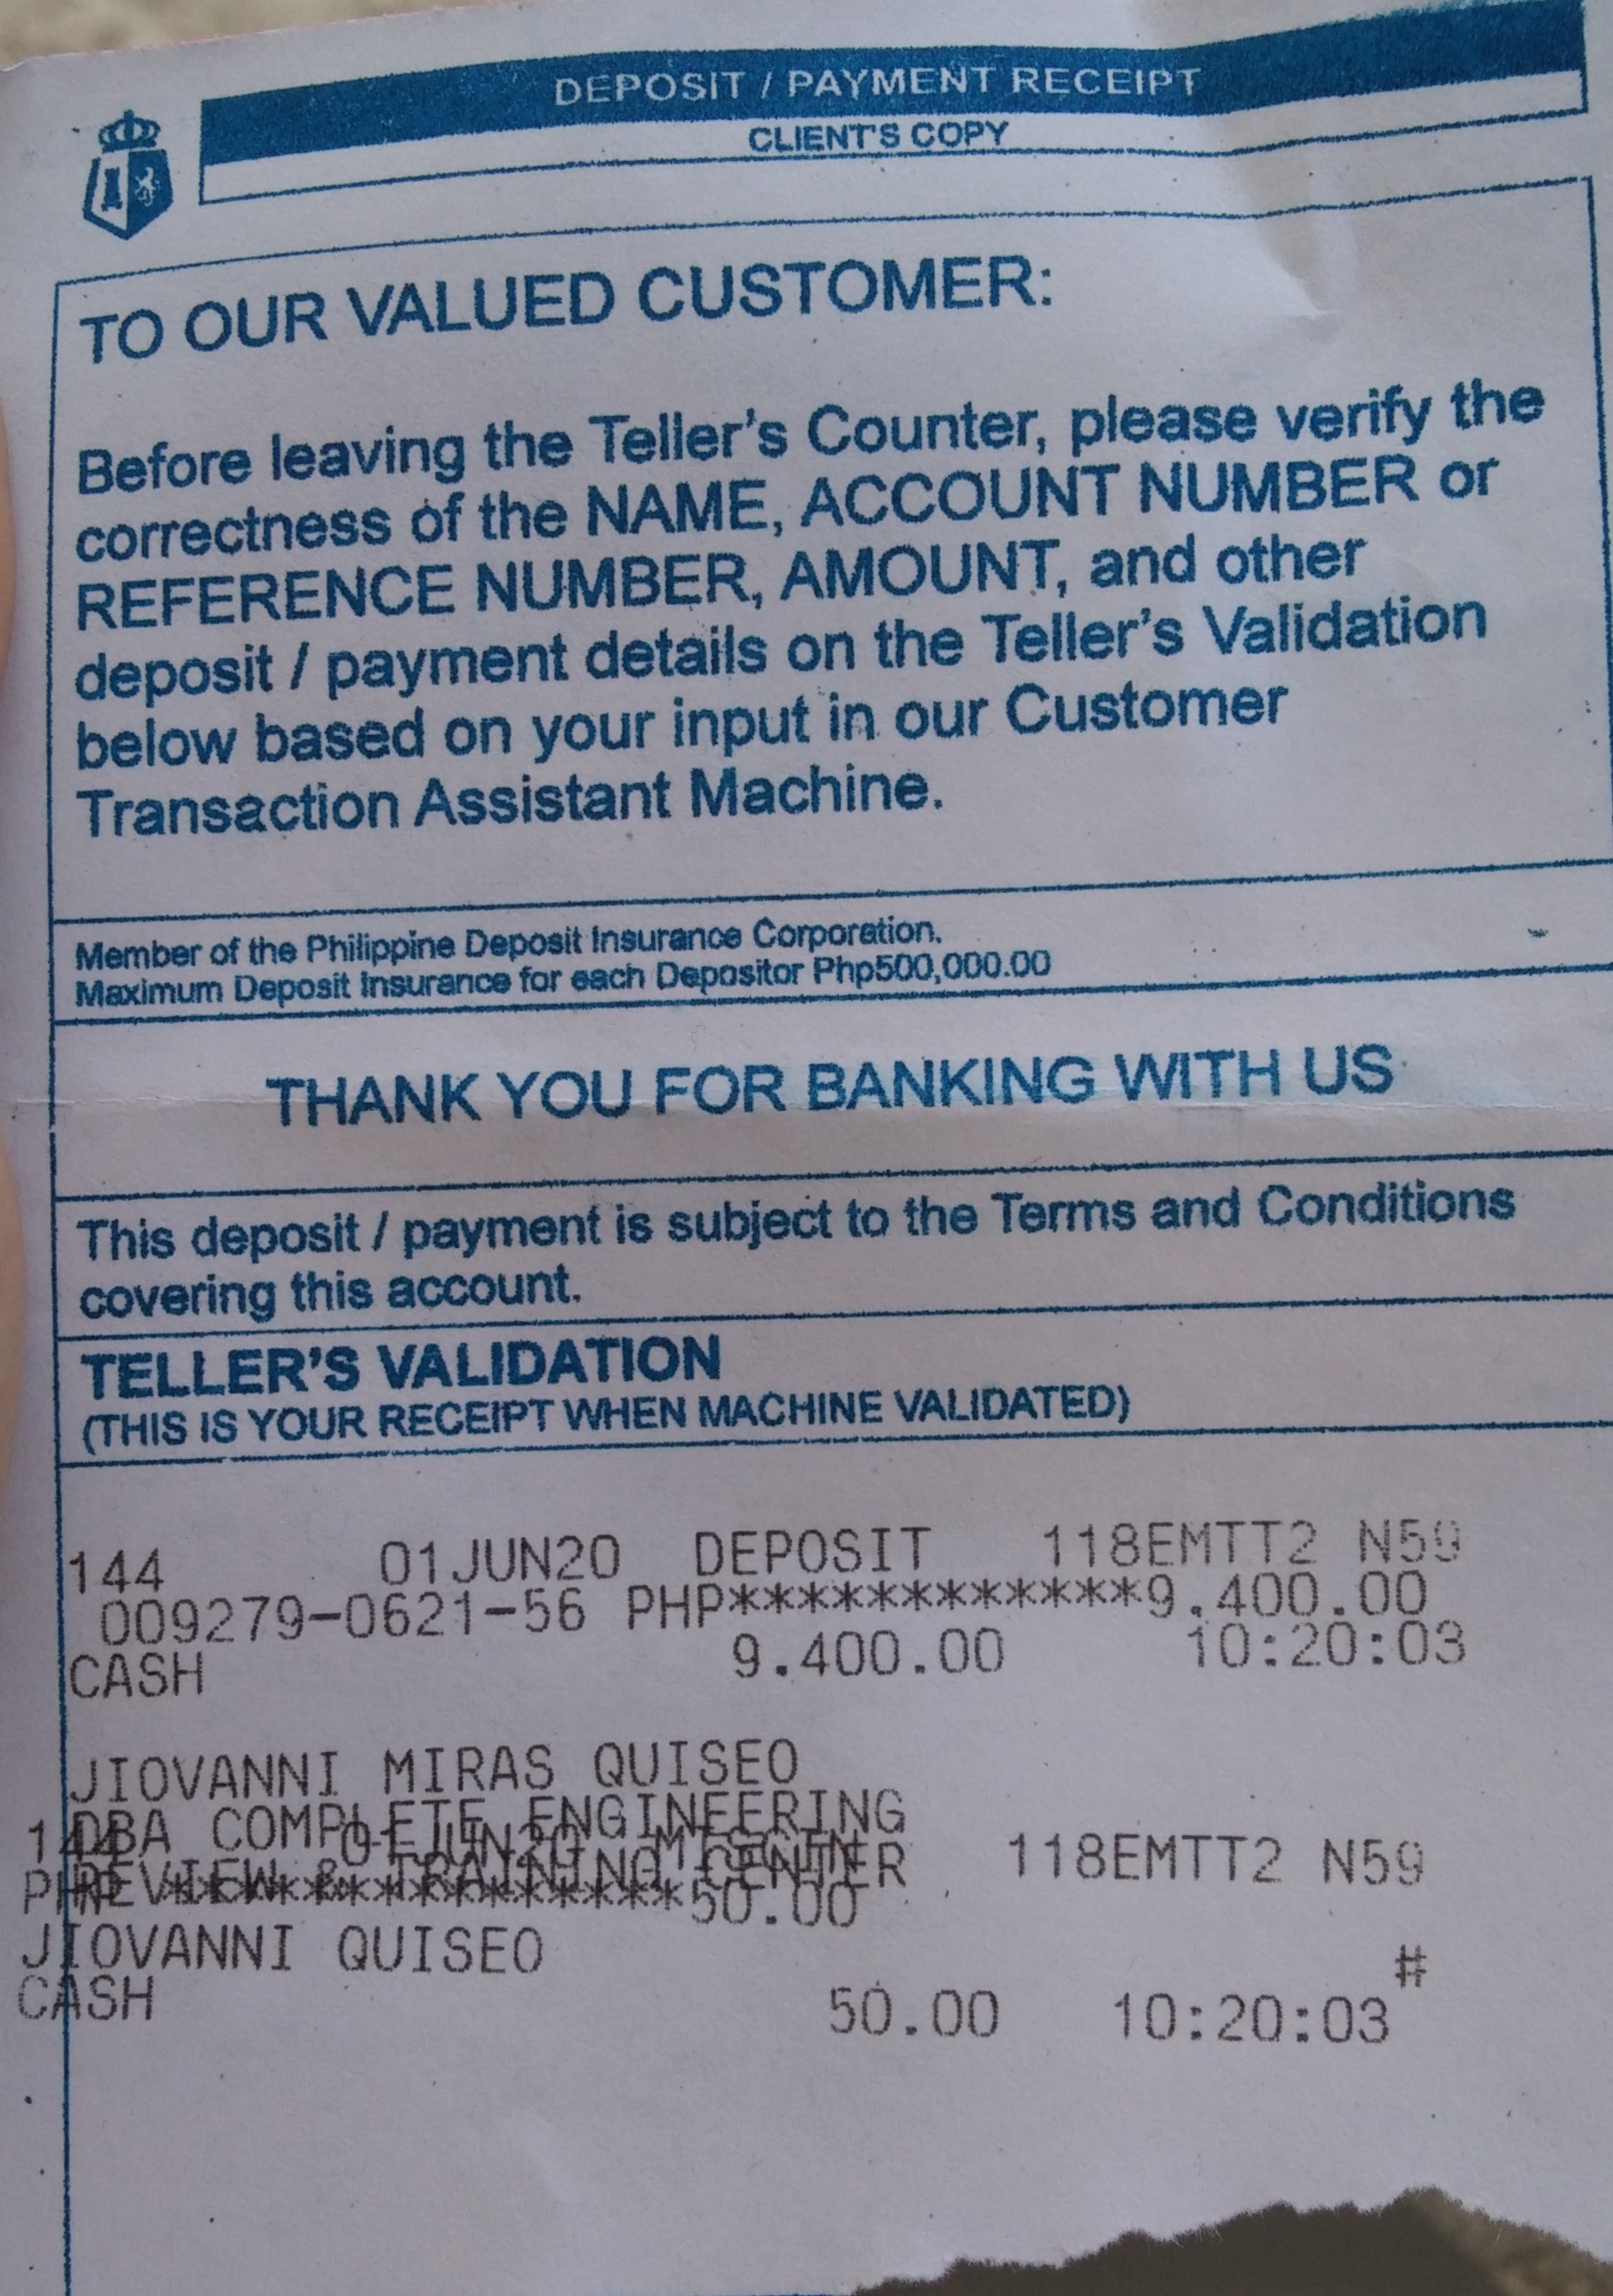 DEPOSIT / PAYMENT RECEIPT
CLIENT'S COPY
TO OUR VALUED CUSTOMER:
Before leaving the Teller's Counter, please verify the
correctness of the NAME, ACCOUNT NUMBER or
REFERENCE NUMBER, AMOUNT, and other
deposit / payment details on the Teller's Validation
below based on your input in our Customer
Transaction Assistant Machine.
Member of the Philippine Deposit Insurance Corporation.
Maximum Deposit Insurance for each Depositor Php500,000.00
THANK YOU FOR BANKING WITH US
This deposit / payment is subject to the Terms and Conditions
covering this account.
TELLER'S VALIDATION
(THIS IS YOUR RECEIPT WHEN MACHINE VALIDATED)
144 01JUN20 DEPOSIT 118EMTT2 N59
009279-0621-56 PHP************9.400.00
CASH 9.400.00 10:20:03
JIOVANNI MIRAS QUISEO
DBA COMPLETE ENGINEERING
144 01JUN20 118EMTT2 N59
REVIEW & TRAINING CENTER
50.00
JIOVANNI QUISEO #
CASH 50.00 10:20:03